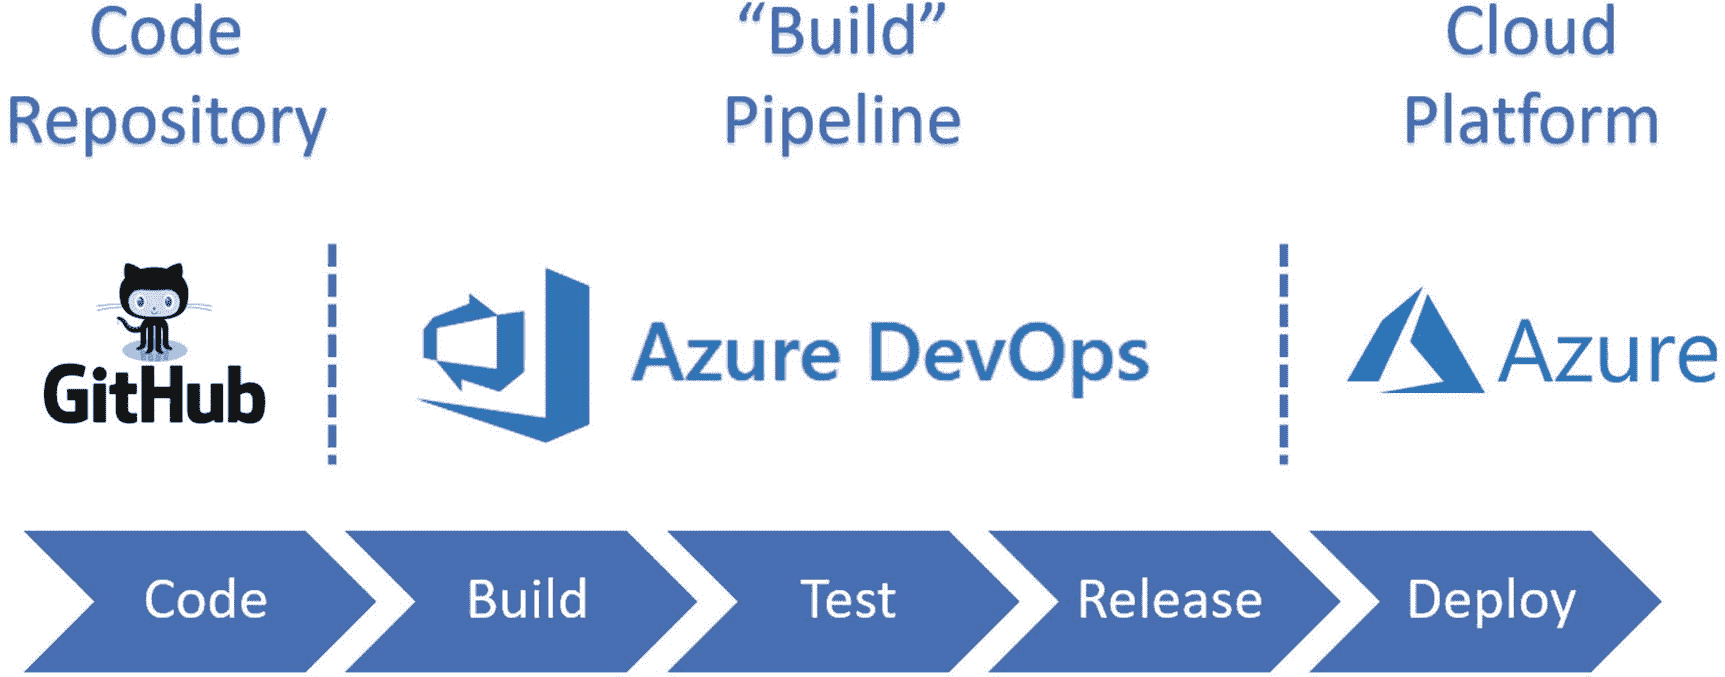 Code
Repository
“Build”
Pipeline
Cloud
Platform
GitHub
Azure DevOps
Azure
Code
Build
Test
Release
Deploy